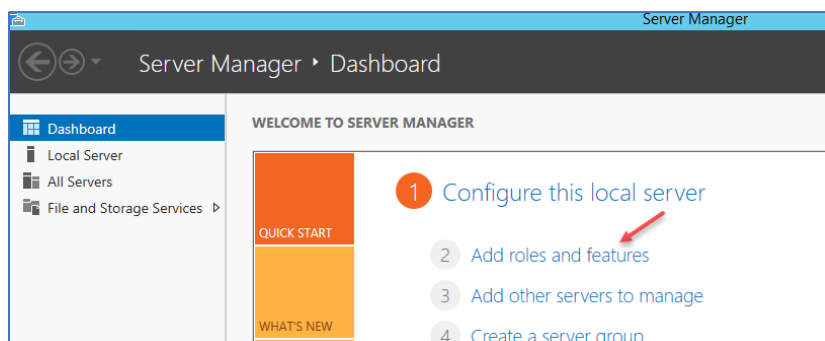 Server Manager
Server Manager • Dashboard
Dashboard
Local Server
All Servers
File and Storage Services
WELCOME TO SERVER MANAGER
QUICK START
WHAT'S NEW
1 Configure this local server
2 Add roles and features
3 Add other servers to manage
4 Create a server group